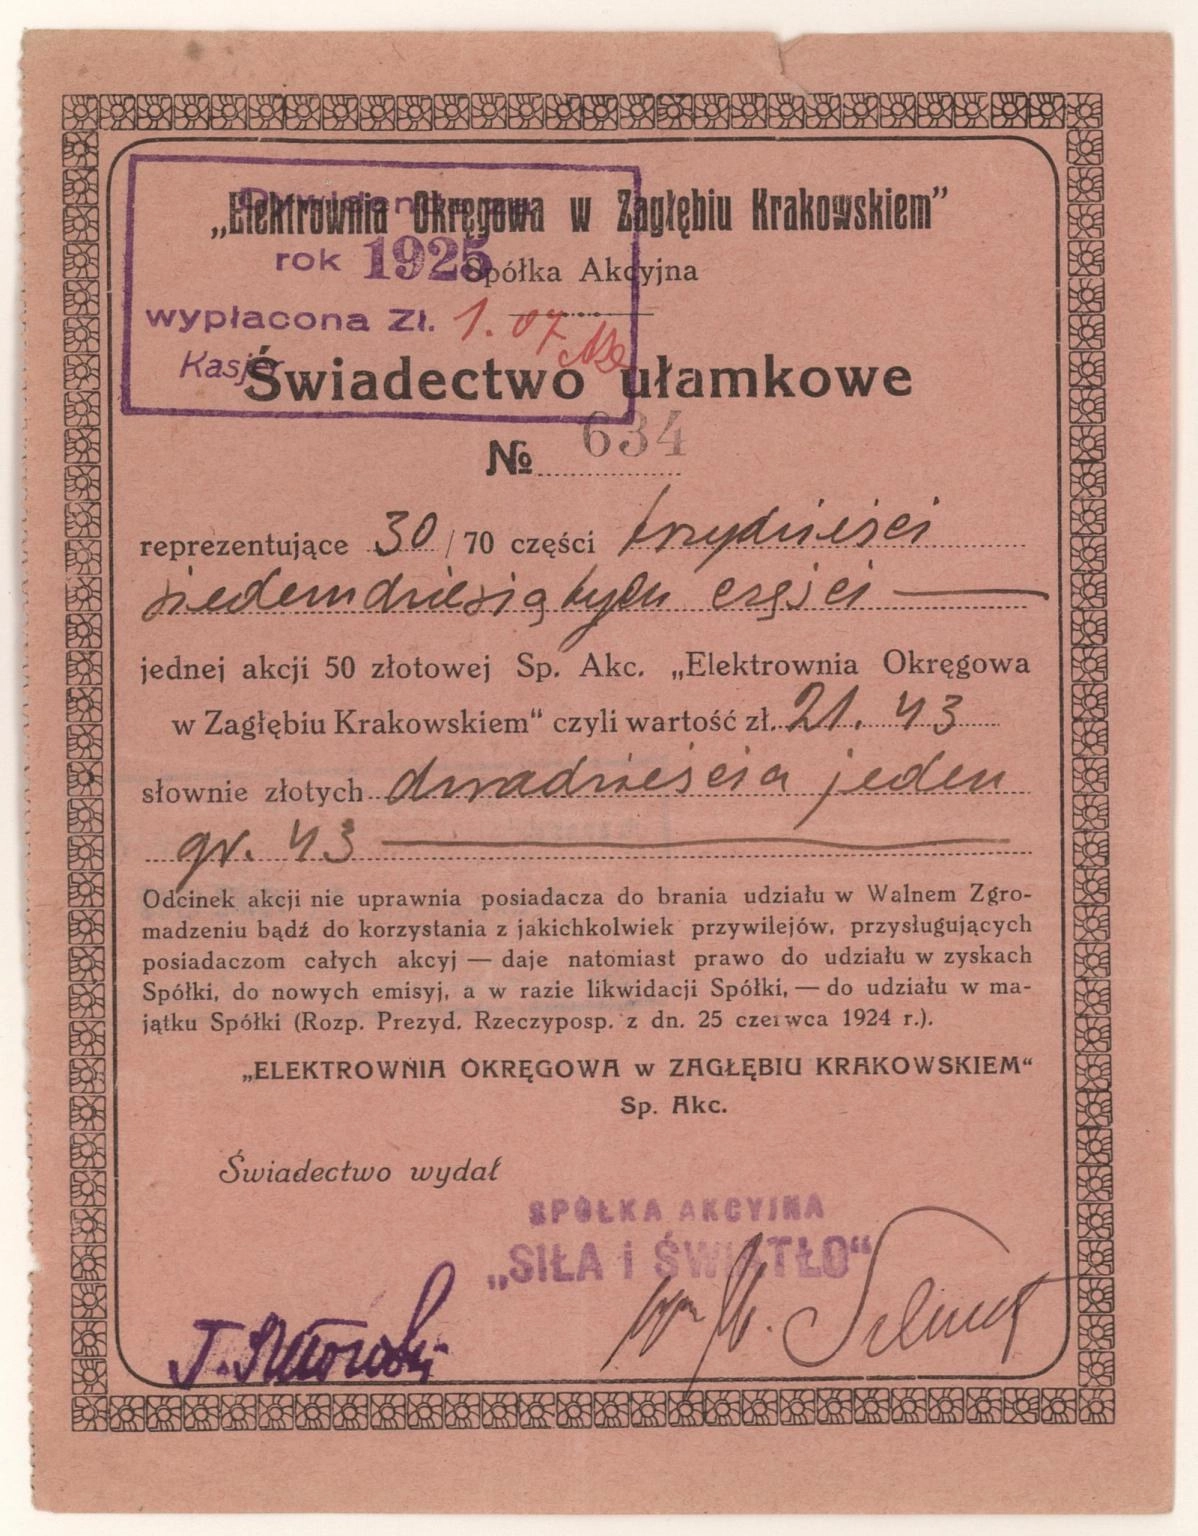 „Elektrownia Okręgowa w Zagłębiu Krakowskiem”
rok 1925
Spółka Akcyjna
wypłacona Zł. 1.07
Kasjer
Świadectwo ułamkowe
№ 634
reprezentujące 30/70 części trzydzieści
siedemdziesiątych części
jednej akcji 50 złotowej Sp. Akc. „Elektrownia Okręgowa
w Zagłębiu Krakowskiem“ czyli wartość zł. 21.43
słownie złotych dwadzieścia jeden
gr. 43
Odcinek akcji nie uprawnia posiadacza do brania udziału w Walnem Zgro-
madzeniu bądź do korzystania z jakichkolwiek przywilejów, przysługujących
posiadaczom całych akcyj — daje natomiast prawo do udziału w zyskach
Spółki, do nowych emisyj, a w razie likwidacji Spółki, — do udziału w ma-
jątku Spółki (Rozp. Prezyd. Rzeczyposp. z dn. 25 czerwca 1924 r.).
„ELEKTROWNIA OKRĘGOWA w ZAGŁĘBIU KRAKOWSKIEM“
Sp. Akc.
Świadectwo wydał
SPÓŁKA AKCYJNA
„SIŁA i ŚWIATŁO“